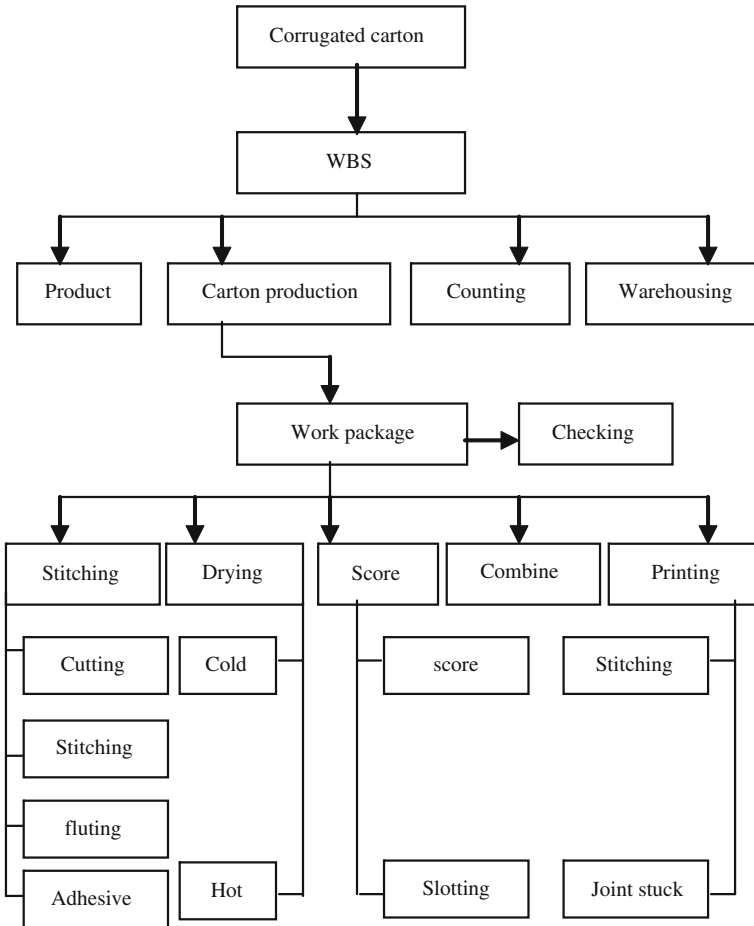 Corrugated carton
WBS
Product
Carton production
Counting
Warehousing
Work package
Checking
Stitching
Drying
Score
Combine
Printing
Cutting
Cold
score
Stitching
Stitching
fluting
Adhesive
Hot
Slotting
Joint stuck